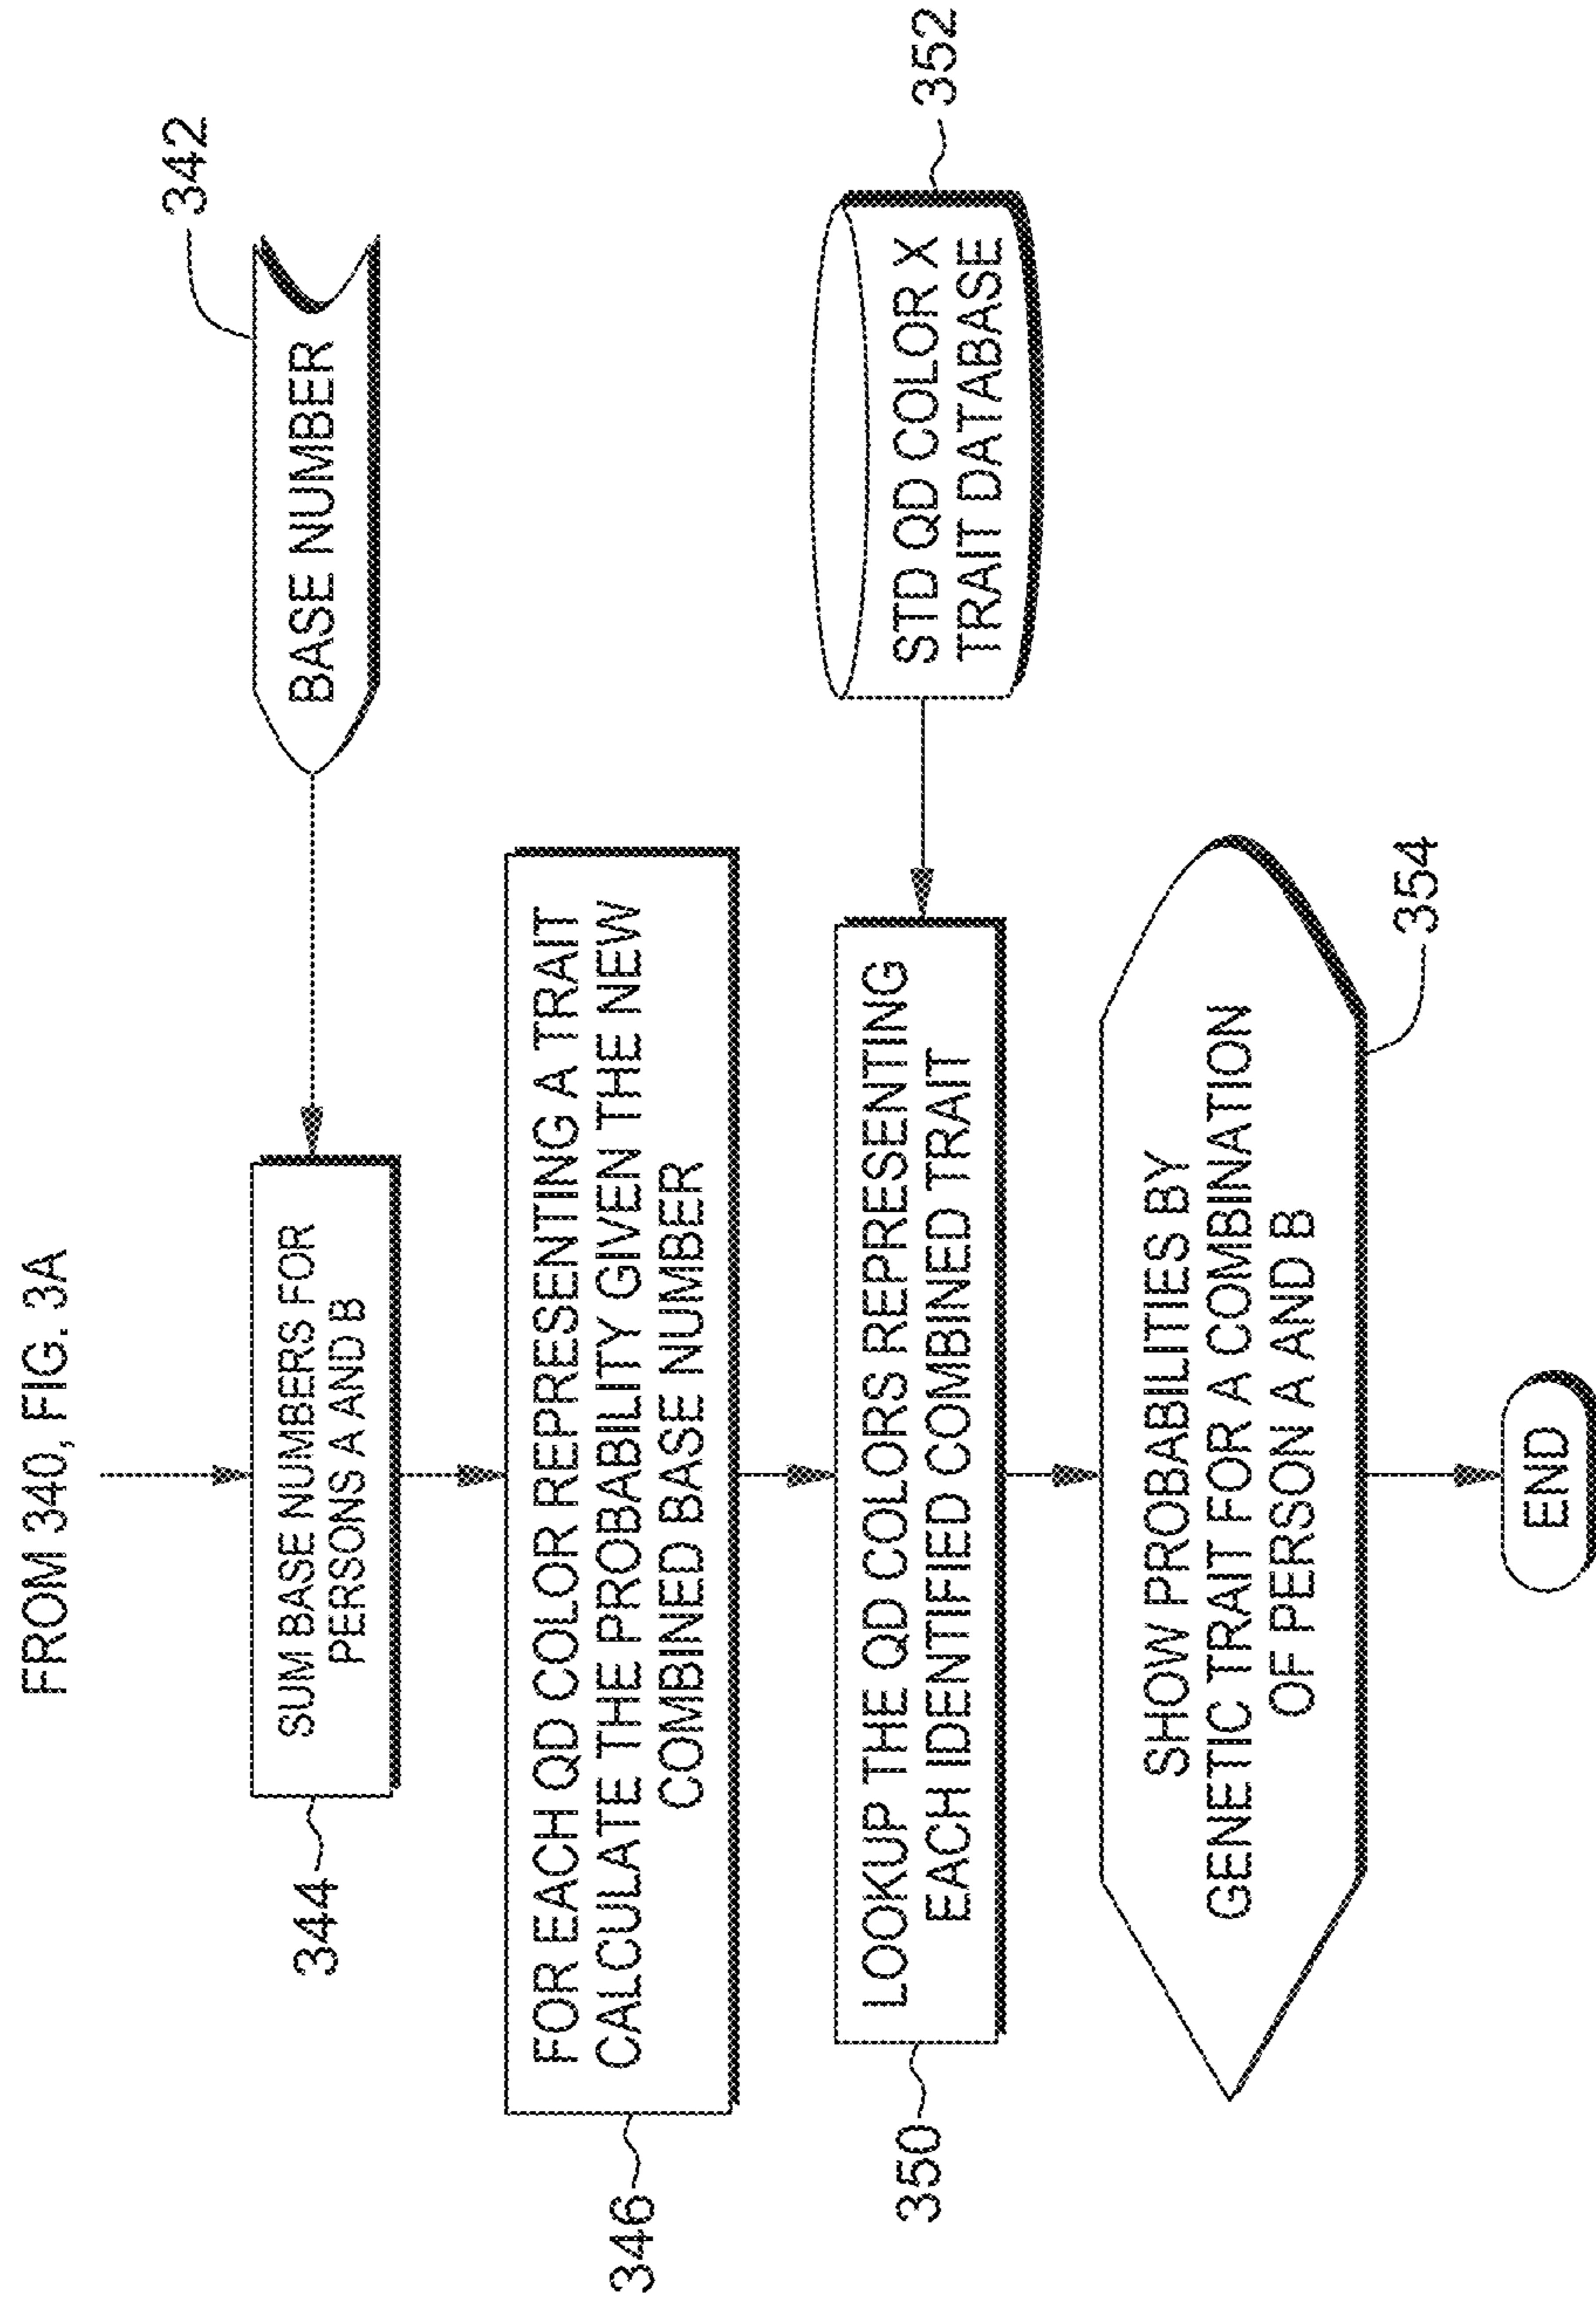 FROM 340, FIG. 3A
342
BASE NUMBER
344
SUM BASE NUMBERS FOR
PERSONS A AND B
346
FOR EACH QD COLOR REPRESENTING A TRAIT
CALCULATE THE PROBABILITY GIVEN THE NEW
COMBINED BASE NUMBER
350
LOOKUP THE QD COLORS REPRESENTING
EACH IDENTIFIED COMBINED TRAIT
352
STD QD COLOR X
TRAIT DATABASE
SHOW PROBABILITIES BY
GENETIC TRAIT FOR A COMBINATION
OF PERSON A AND B
354
END